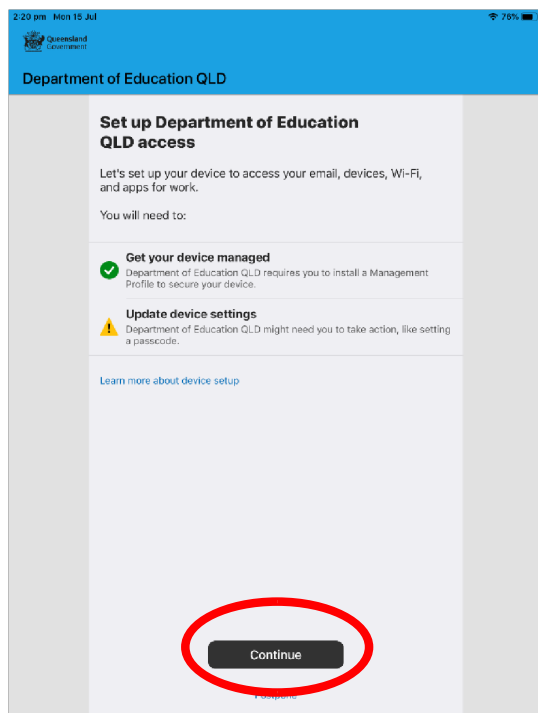 2:20 pm Mon 15 Jul
76%
Queensland
Government
Department of Education QLD
Set up Department of Education
QLD access
Let's set up your device to access your email, devices, Wi-Fi,
and apps for work.
You will need to:
Get your device managed
Department of Education QLD requires you to install a Management
Profile to secure your device.
Update device settings
Department of Education QLD might need you to take action, like setting
a passcode.
Learn more about device setup
Continue
Postpone